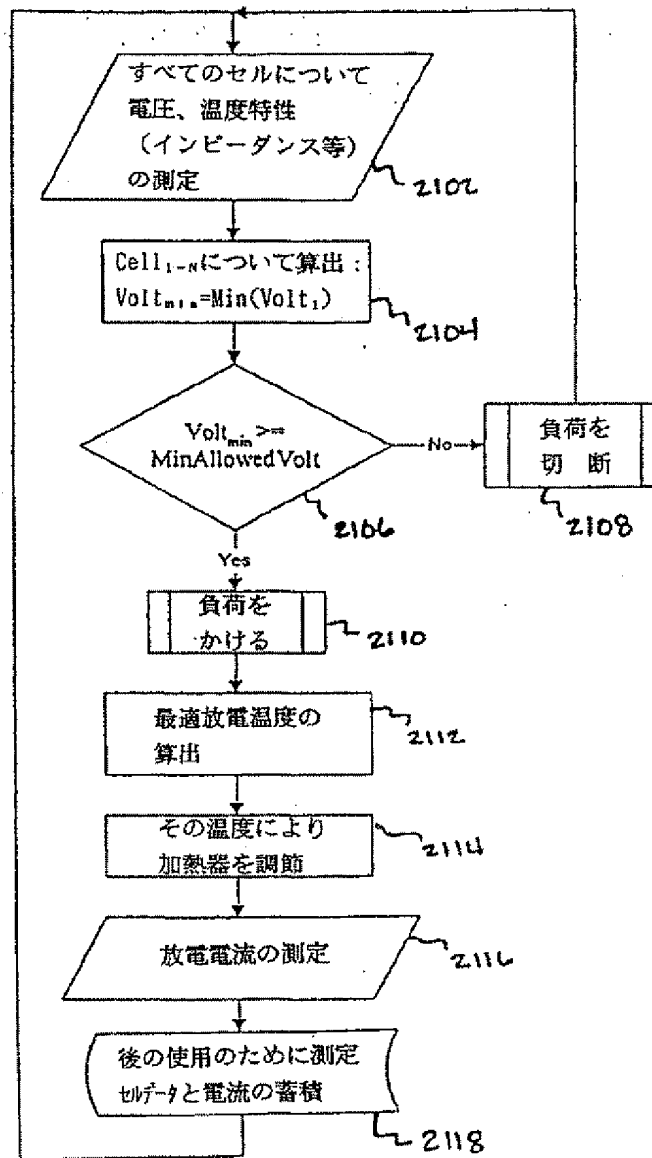 すべてのセルについて
電圧、温度特性
（インピーダンス等）
の測定
2102
Cell1-Nについて算出：
Voltmin=Min(Volt1)
2104
Voltmin>=
MinAllowedVolt
2106
No
負荷を
切　断
2108
Yes
負荷を
かける
2110
最適放電温度の
算出
2112
その温度により
加熱器を調節
2114
放電電流の測定
2116
後の使用のために測定
セルデータと電流の蓄積
2118